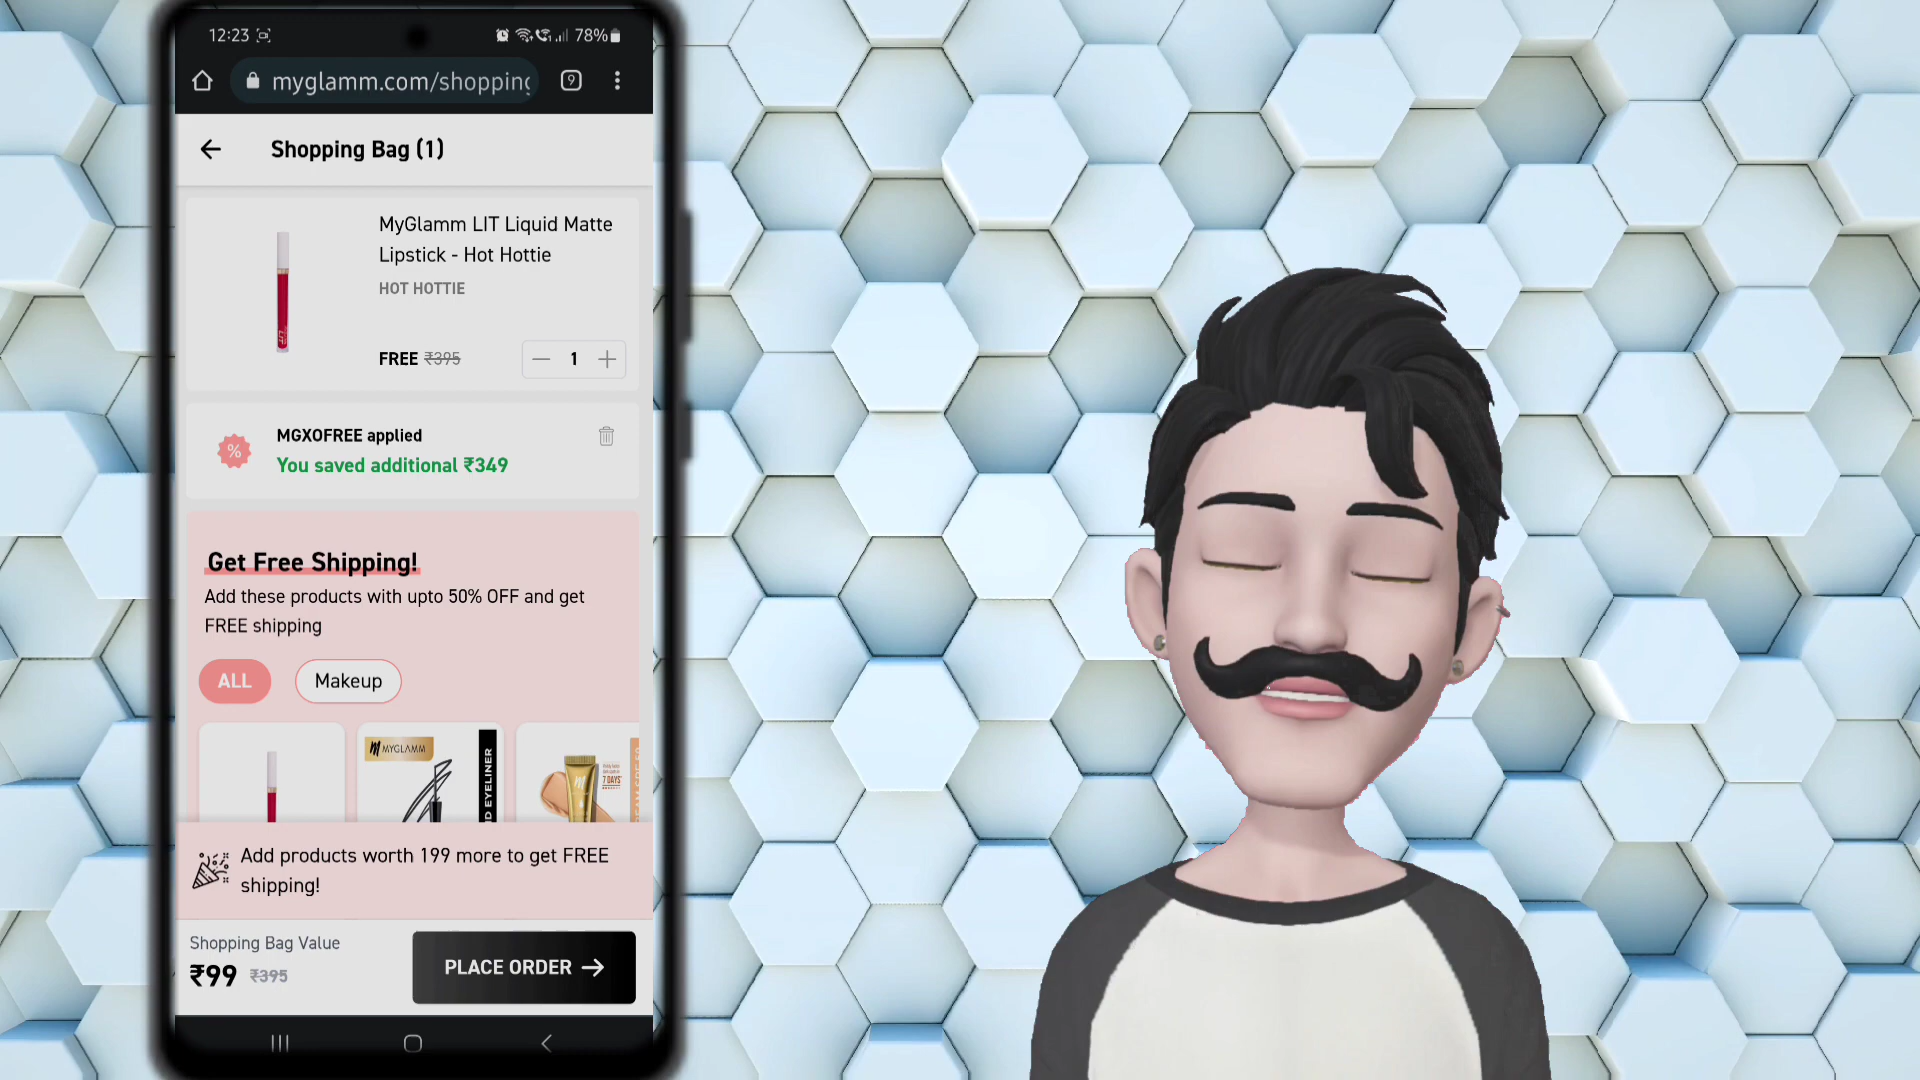 12:23
78%
myglamm.com/shopping
9
Shopping Bag (1)
MyGlamm LIT Liquid Matte
Lipstick - Hot Hottie
HOT HOTTIE
FREE ₹395
1
MGXOFREE applied
You saved additional ₹349
Get Free Shipping!
Add these products with upto 50% OFF and get
FREE shipping
ALL
Makeup
MYGLAMM
EYELINER
7 DAYS
Add products worth 199 more to get FREE
shipping!
Shopping Bag Value
₹99 ₹395
PLACE ORDER